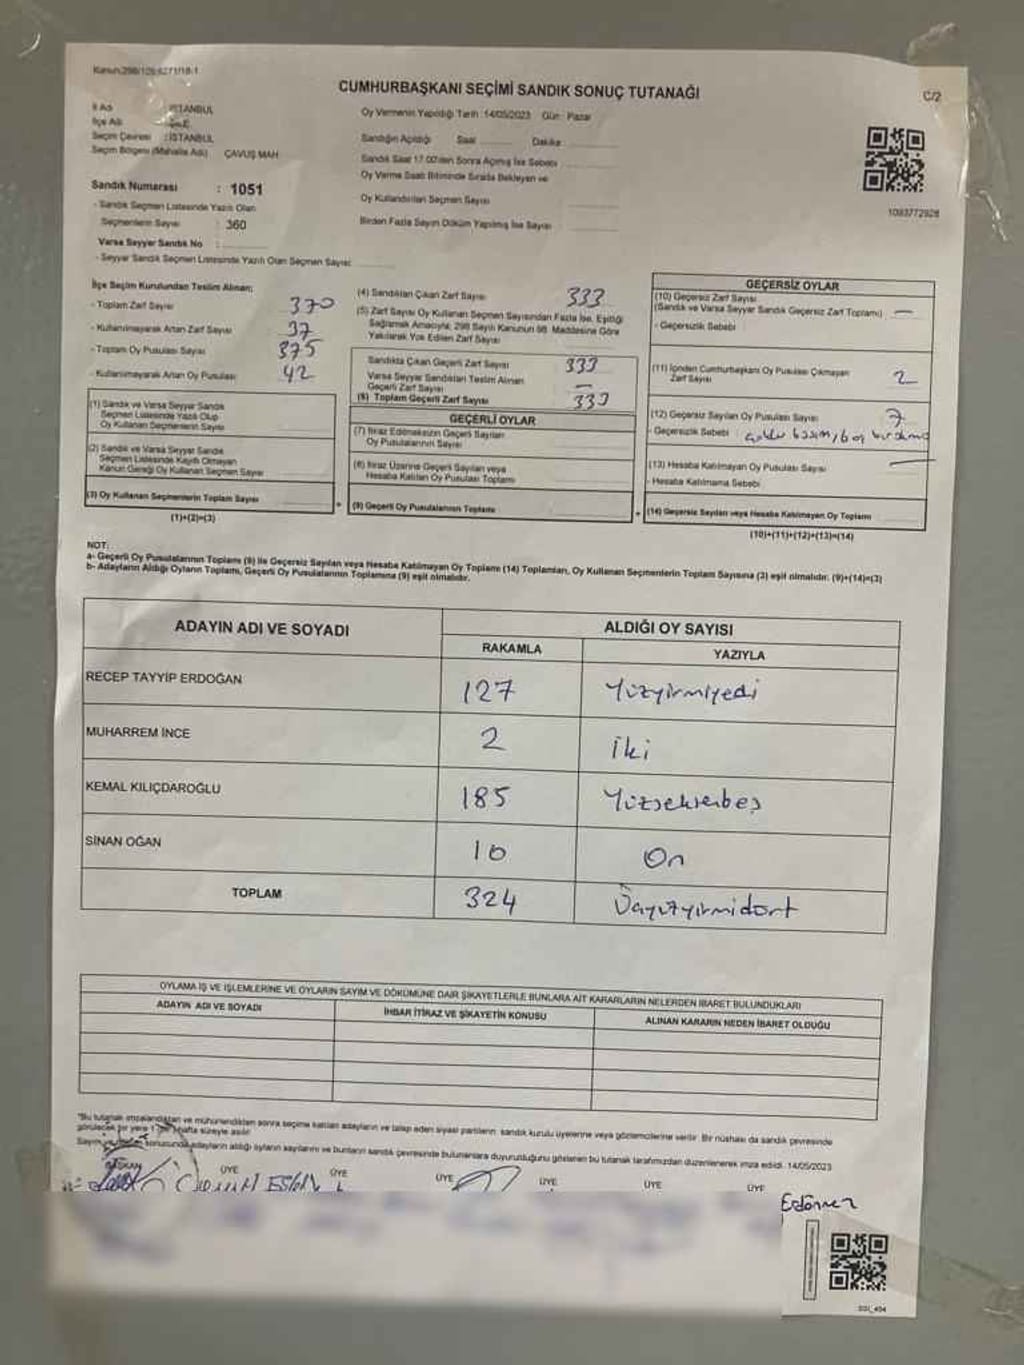 Kanun:298/105;6271/18-1
CUMHURBAŞKANI SEÇİMİ SANDIK SONUÇ TUTANAĞI
C/2
İl Adı : İSTANBUL
İlçe Adı
Seçim Çevresi : İSTANBUL
Seçim Bölgesi (Mahalle Adı) ÇAVUŞ MAH
Sandık Numarası : 1051
- Sandık Seçmen Listesinde Yazılı Olan
Seçmenlerin Sayısı : 360
Varsa Seyyar Sandık No :
- Seyyar Sandık Seçmen Listesinde Yazılı Olan Seçmen Sayısı:
Oy Vermenin Yapıldığı Tarih : 14/05/2023 Gün : Pazar
Sandığın Açıldığı Saat Dakika
Sandık Saat 17.00'den Sonra Açılmış İse Sebebi
Oy Verme Saati Bitiminde Sırada Bekleyen ve
Oy Kullandırılan Seçmen Sayısı
Birden Fazla Sayım Döküm Yapılmış İse Sayısı
1093772928
İlçe Seçim Kurulundan Teslim Alınan;
- Toplam Zarf Sayısı 370
- Kullanılmayarak Artan Zarf Sayısı 37
- Toplam Oy Pusulası Sayısı 375
- Kullanılmayarak Artan Oy Pusulası 42
(1) Sandık ve Varsa Seyyar Sandık
Seçmen Listesinde Yazılı Olup
Oy Kullanan Seçmenlerin Sayısı
(2) Sandık ve Varsa Seyyar Sandık
Seçmen Listesinde Kayıtlı Olmayan
Kanun Gereği Oy Kullanan Seçmen Sayısı
(3) Oy Kullanan Seçmenlerin Toplam Sayısı
(1)+(2)=(3)
(4) Sandıktan Çıkan Zarf Sayısı 333
(5) Zarf Sayısı Oy Kullanan Seçmen Sayısından Fazla İse, Eşitliği
Sağlamak Amacıyla; 298 Sayılı Kanunun 98. Maddesine Göre
Yakılarak Yok Edilen Zarf Sayısı
Sandıkta Çıkan Geçerli Zarf Sayısı 333
Varsa Seyyar Sandıktan Teslim Alınan
Geçerli Zarf Sayısı —
(6) Toplam Geçerli Zarf Sayısı 333
GEÇERLİ OYLAR
(7) İtiraz Edilmeksizin Geçerli Sayılan
Oy Pusulalarının Sayısı
(8) İtiraz Üzerine Geçerli Sayılan veya
Hesaba Katılan Oy Pusulası Toplamı
(9) Geçerli Oy Pusulalarının Toplamı
GEÇERSİZ OYLAR
(10) Geçersiz Zarf Sayısı
(Sandık ve Varsa Seyyar Sandık Geçersiz Zarf Toplamı) —
- Geçersizlik Sebebi
(11) İçinden Cumhurbaşkanı Oy Pusulası Çıkmayan
Zarf Sayısı 2
(12) Geçersiz Sayılan Oy Pusulası Sayısı 7
- Geçersizlik Sebebi :
(13) Hesaba Katılmayan Oy Pusulası Sayısı —
- Hesaba Katılmama Sebebi
(14) Geçersiz Sayılan veya Hesaba Katılmayan Oy Toplamı
(10)+(11)+(12)+(13)=(14)
NOT:
a- Geçerli Oy Pusulalarının Toplamı (9) ile Geçersiz Sayılan veya Hesaba Katılmayan Oy Toplamı (14) Toplamları, Oy Kullanan Seçmenlerin Toplam Sayısına (3) eşit olmalıdır. (9)+(14)=(3)
b- Adayların Aldığı Oyların Toplamı, Geçerli Oy Pusulalarının Toplamına (9) eşit olmalıdır.
ADAYIN ADI VE SOYADI ALDIĞI OY SAYISI
RAKAMLA YAZIYLA
RECEP TAYYİP ERDOĞAN 127 Yüzyirmiyedi
MUHARREM İNCE 2 İki
KEMAL KILIÇDAROĞLU 185 Yüzseksenbeş
SİNAN OĞAN 10 On
TOPLAM 324 Üçyüzyirmidört
OYLAMA İŞ VE İŞLEMLERİNE VE OYLARIN SAYIM VE DÖKÜMÜNE DAİR ŞİKAYETLERLE BUNLARA AİT KARARLARIN NELERDEN İBARET BULUNDUKLARI
ADAYIN ADI VE SOYADI İHBAR İTİRAZ VE ŞİKAYETİN KONUSU ALINAN KARARIN NEDEN İBARET OLDUĞU
*Bu tutanak imzalandıktan ve mühürlendikten sonra seçime katılan adayların ve talep eden siyasi partilerin sandık kurulu üyelerine veya gözlemcilerine verilir. Bir nüshası da sandık çevresinde
görülecek bir yere 1 hafta süreyle asılır
Sayım ve sonucunda adayların aldığı oyların sayılarını ve bunların sandık çevresinde bulunanlara duyurulduğunu gösteren bu tutanak tarafımızdan düzenlenerek imza edildi. 14/05/2023
ÜYE ÜYE ÜYE ÜYE ÜYE ÜYE